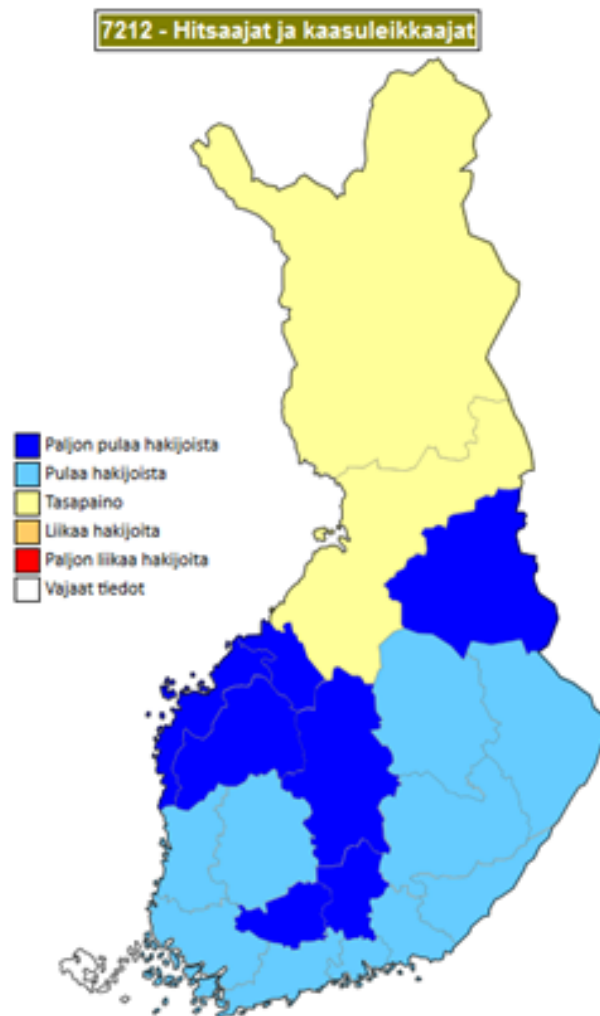 7212 - Hitsaajat ja kaasuleikkaajat
Paljon pulaa hakijoista
Pulaa hakijoista
Tasapaino
Liikaa hakijoita
Paljon liikaa hakijoita
Vajaat tiedot